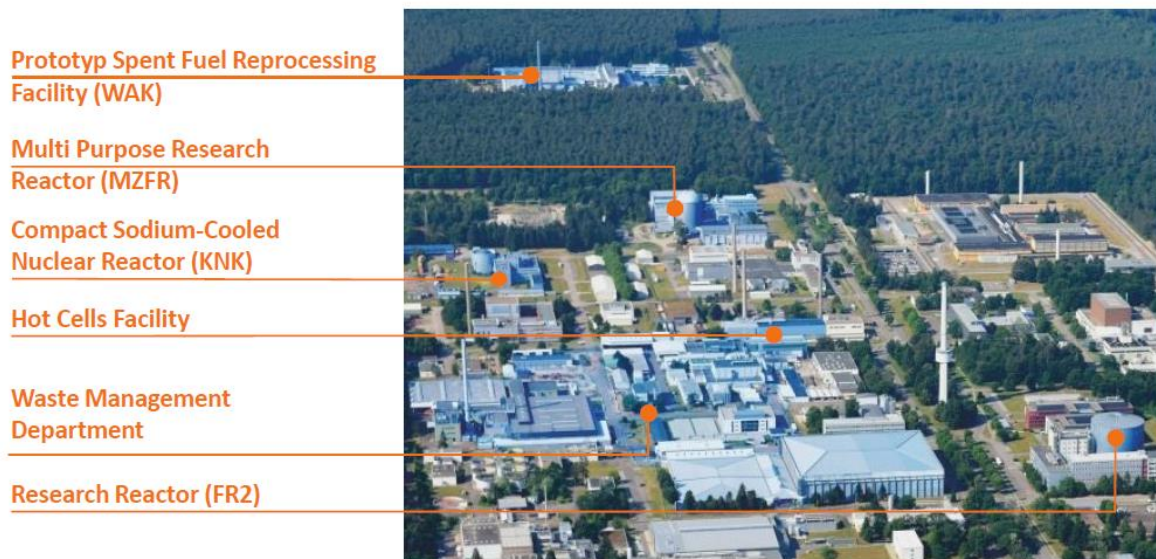 Prototyp Spent Fuel Reprocessing
Facility (WAK)
Multi Purpose Research
Reactor (MZFR)
Compact Sodium-Cooled
Nuclear Reactor (KNK)
Hot Cells Facility
Waste Management
Department
Research Reactor (FR2)